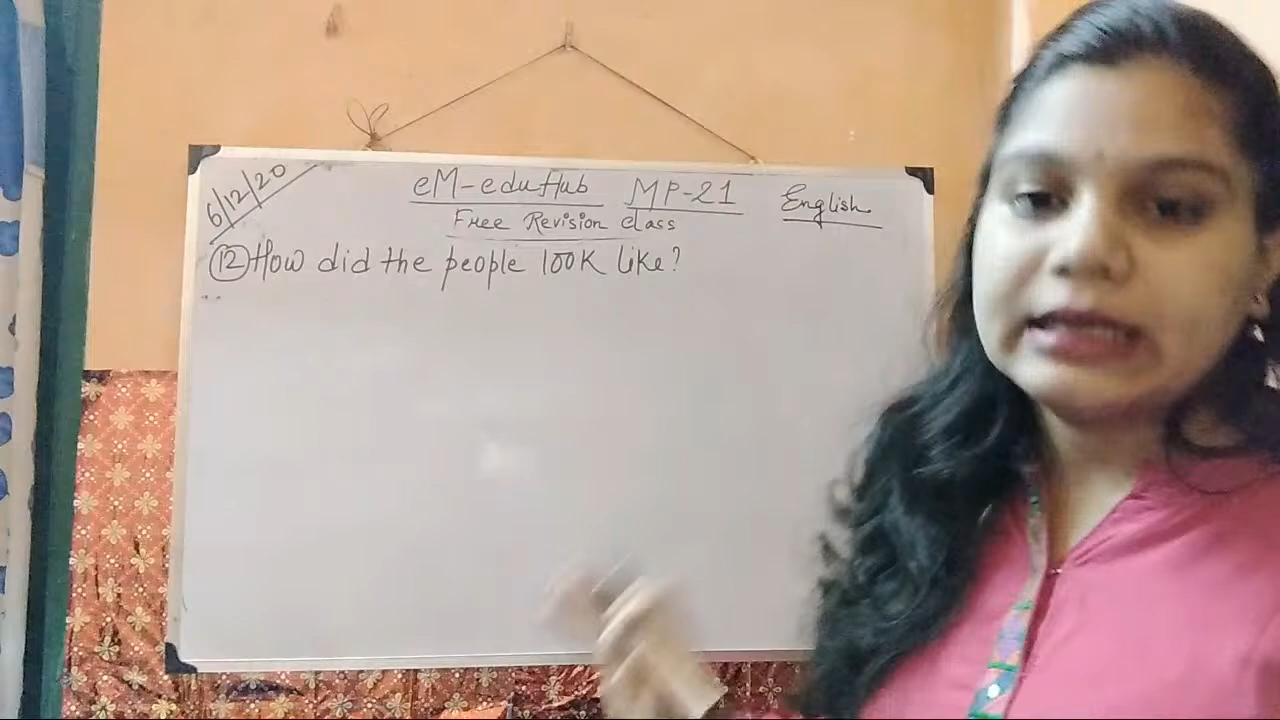 6/12/20
eM-eduHub MP-21 English
Free Revision class
⑫ How did the people look like?